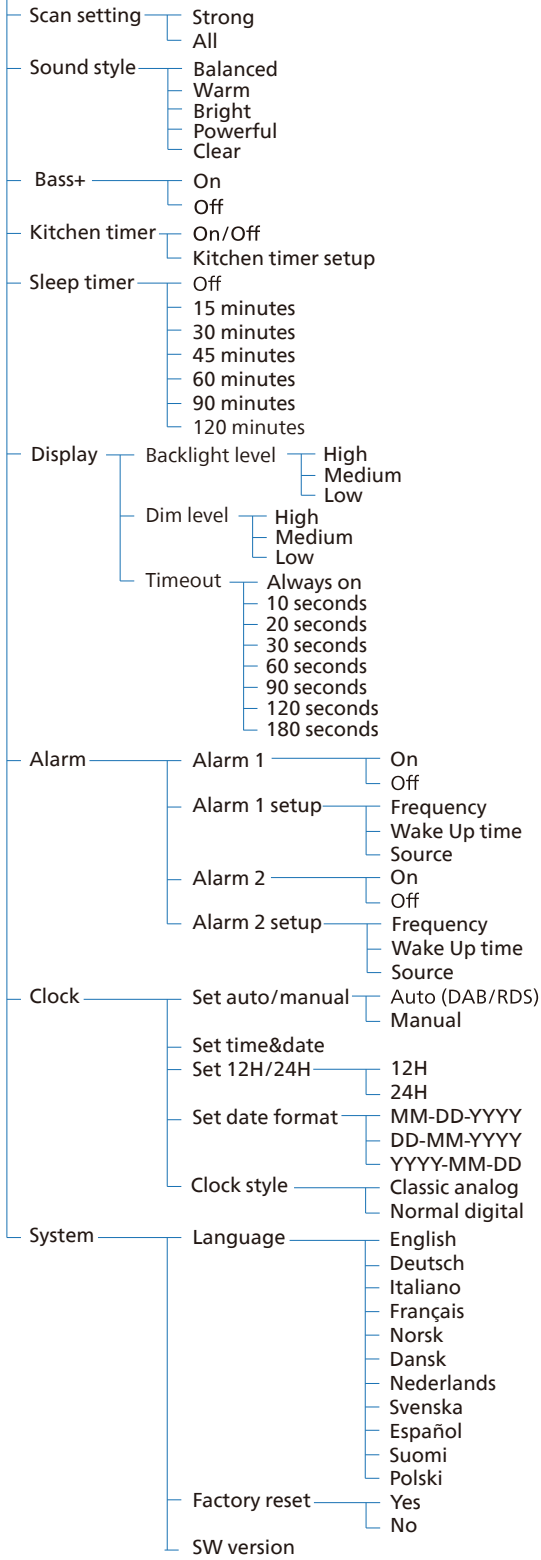 Scan setting Strong
All
Sound style Balanced
Warm
Bright
Powerful
Clear
Bass+ On
Off
Kitchen timer On/Off
Kitchen timer setup
Sleep timer Off
15 minutes
30 minutes
45 minutes
60 minutes
90 minutes
120 minutes
Display Backlight level High
Medium
Low
Dim level High
Medium
Low
Timeout Always on
10 seconds
20 seconds
30 seconds
60 seconds
90 seconds
120 seconds
180 seconds
Alarm Alarm 1 On
Off
Alarm 1 setup Frequency
Wake Up time
Source
Alarm 2 On
Off
Alarm 2 setup Frequency
Wake Up time
Source
Clock Set auto/manual Auto (DAB/RDS)
Manual
Set time&date
Set 12H/24H 12H
24H
Set date format MM-DD-YYYY
DD-MM-YYYY
YYYY-MM-DD
Clock style Classic analog
Normal digital
System Language English
Deutsch
Italiano
Français
Norsk
Dansk
Nederlands
Svenska
Español
Suomi
Polski
Factory reset Yes
No
SW version